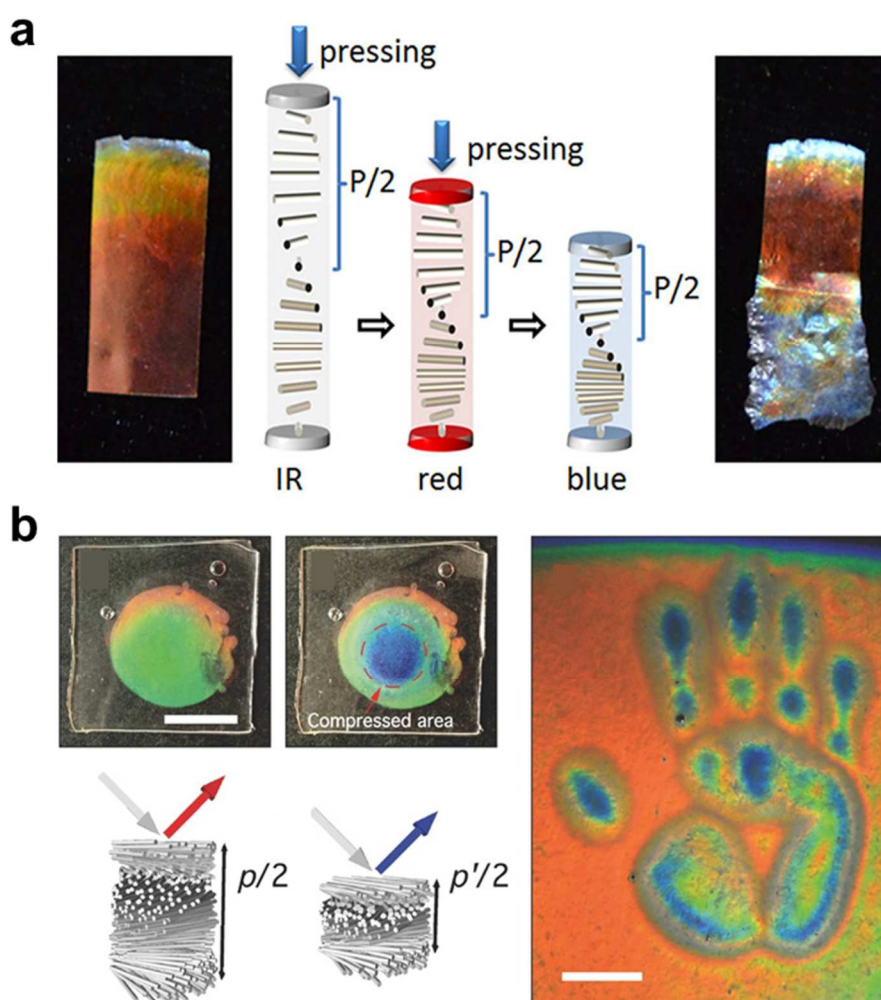 a
pressing
pressing
P/2
P/2
P/2
IR
red
blue
b
Compressed area
p/2
p'/2